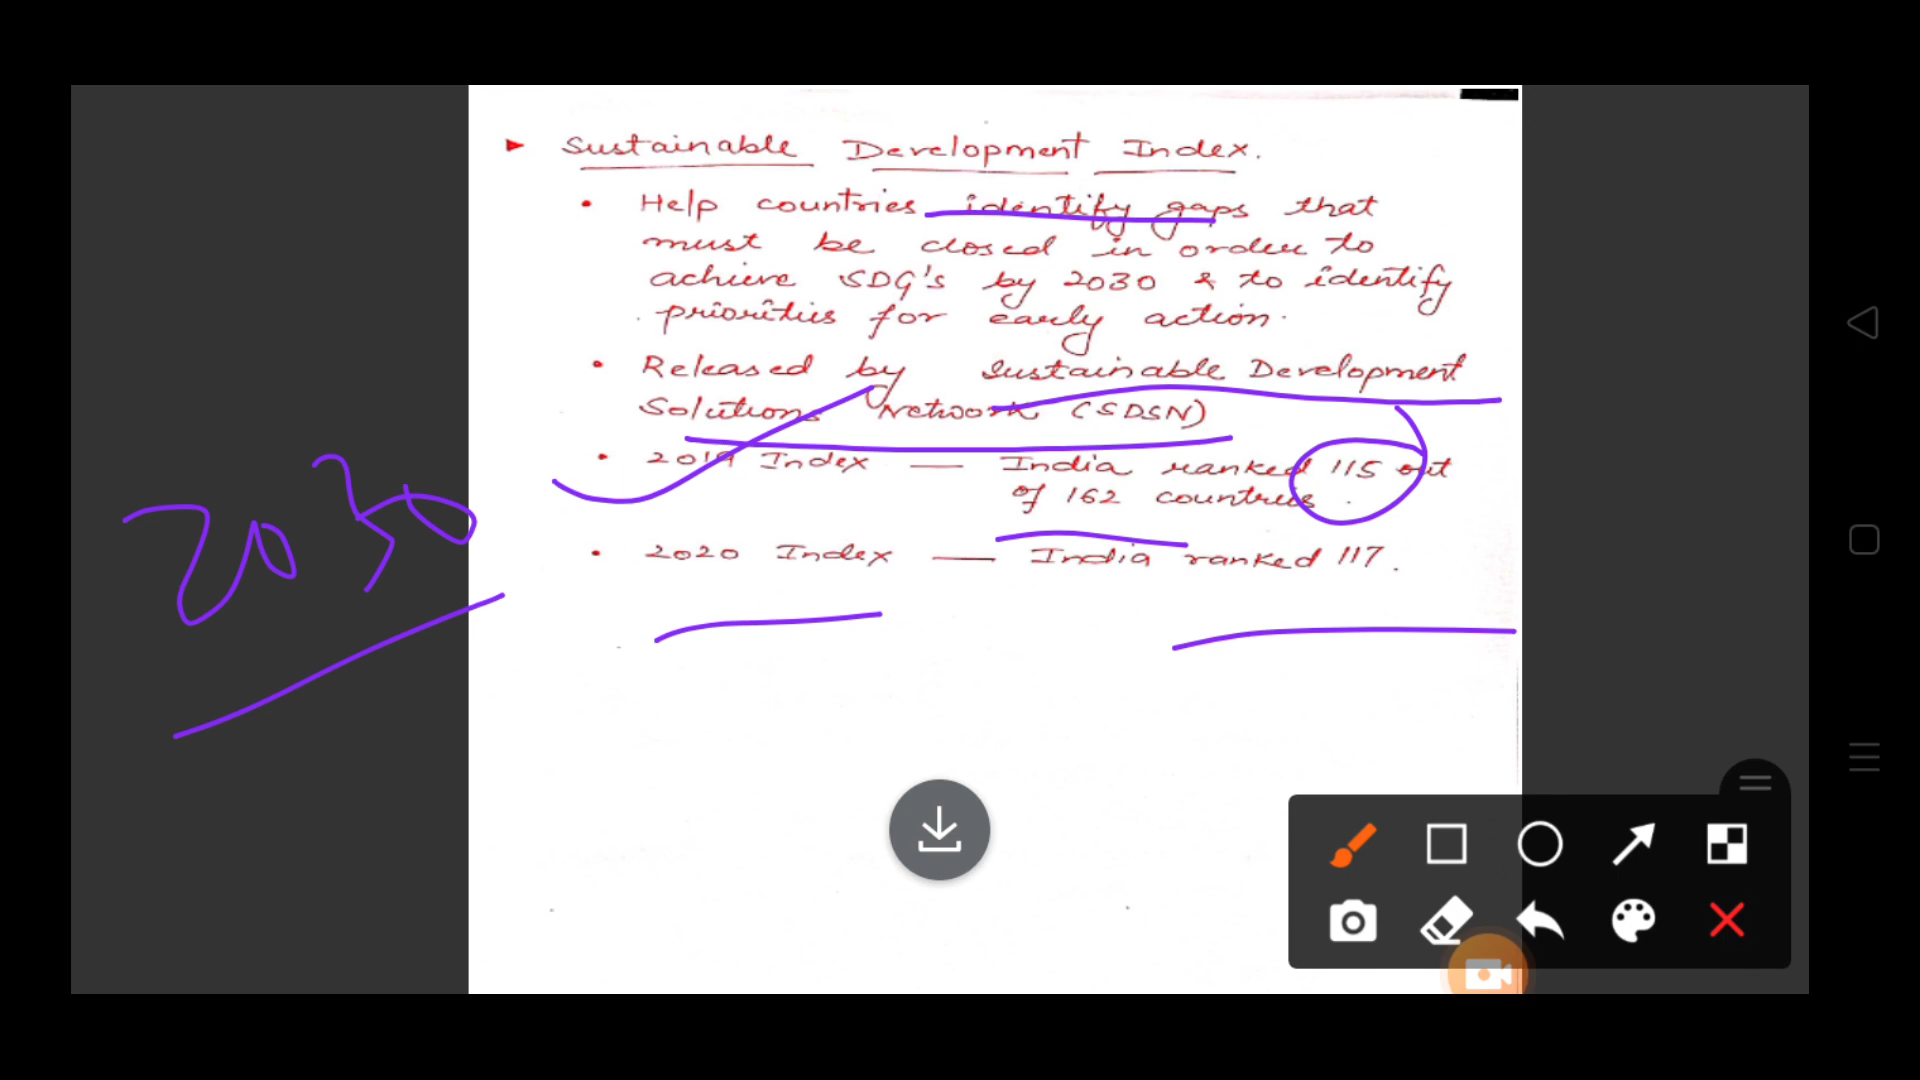 Sustainable Development Index.
• Help countries identify gaps that
must be closed in order to
achieve SDG's by 2030 & to identify
priorities for early action.
• Released by Sustainable Development
Solutions Network (SDSN)
• 2019 Index — India ranked 115 out
of 162 countries.
• 2020 Index — India ranked 117.
2030